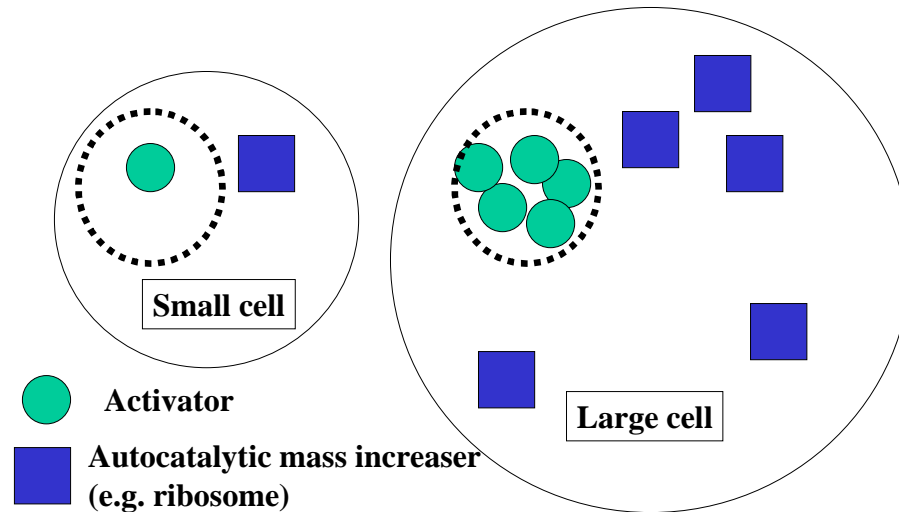 Small cell
Large cell
Activator
Autocatalytic mass increaser
(e.g. ribosome)